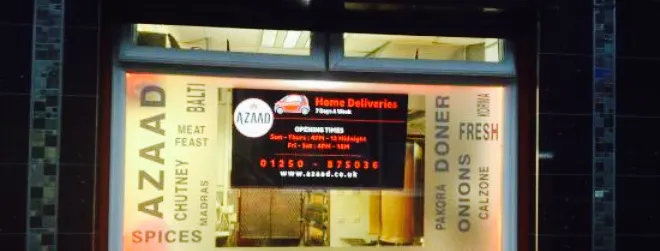 AZAAD
SPICES
CHUTNEY
MEAT
FEAST
BALTI
MADRAS
AZAAD
Home Deliveries
7 Days A Week
OPENING TIMES
Sun - Thurs : 4PM - 12 Midnight
Fri - Sat : 4PM - 1AM
01250 - 875036
www.azaad.co.uk
PAKORA
DONER
ONIONS
KORMA
FRESH
CALZONE